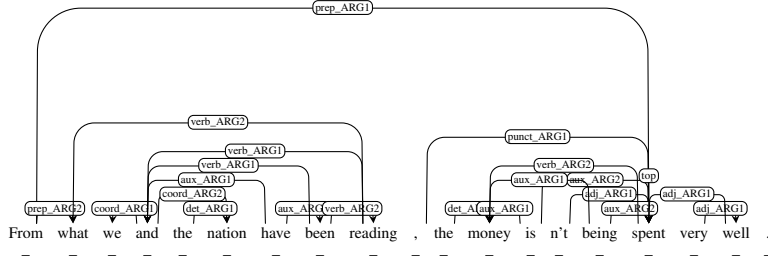 prep_ARG1
verb_ARG2
punct_ARG1
verb_ARG1
verb_ARG1 verb_ARG2
aux_ARG1 aux_ARG1 aux_ARG2 top
coord_ARG2 adj_ARG1 adj_ARG1
prep_ARG2 coord_ARG1 det_ARG1 verb_ARG2 aux_ARG1 aux_ARG2 adj_ARG1
From what we and the nation have been reading , the money is n't being spent very well .
_ _ _ _ _ _ _ _ _ _ _ _ _ _ _ _ _ _ _